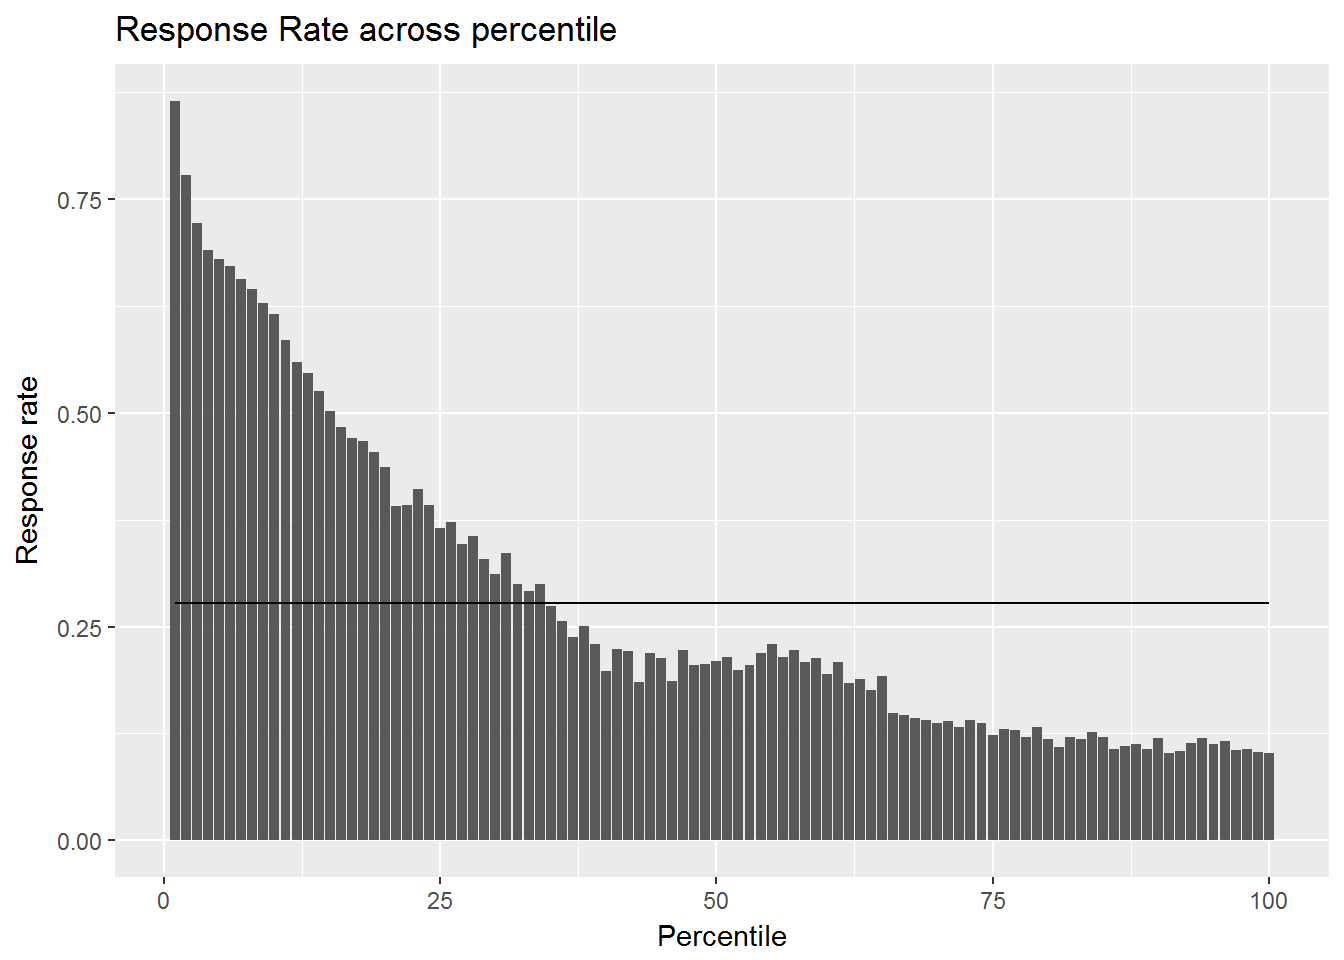 Response Rate across percentile
Response rate
0.75
0.50
0.25
0.00
0 25 50 75 100
Percentile